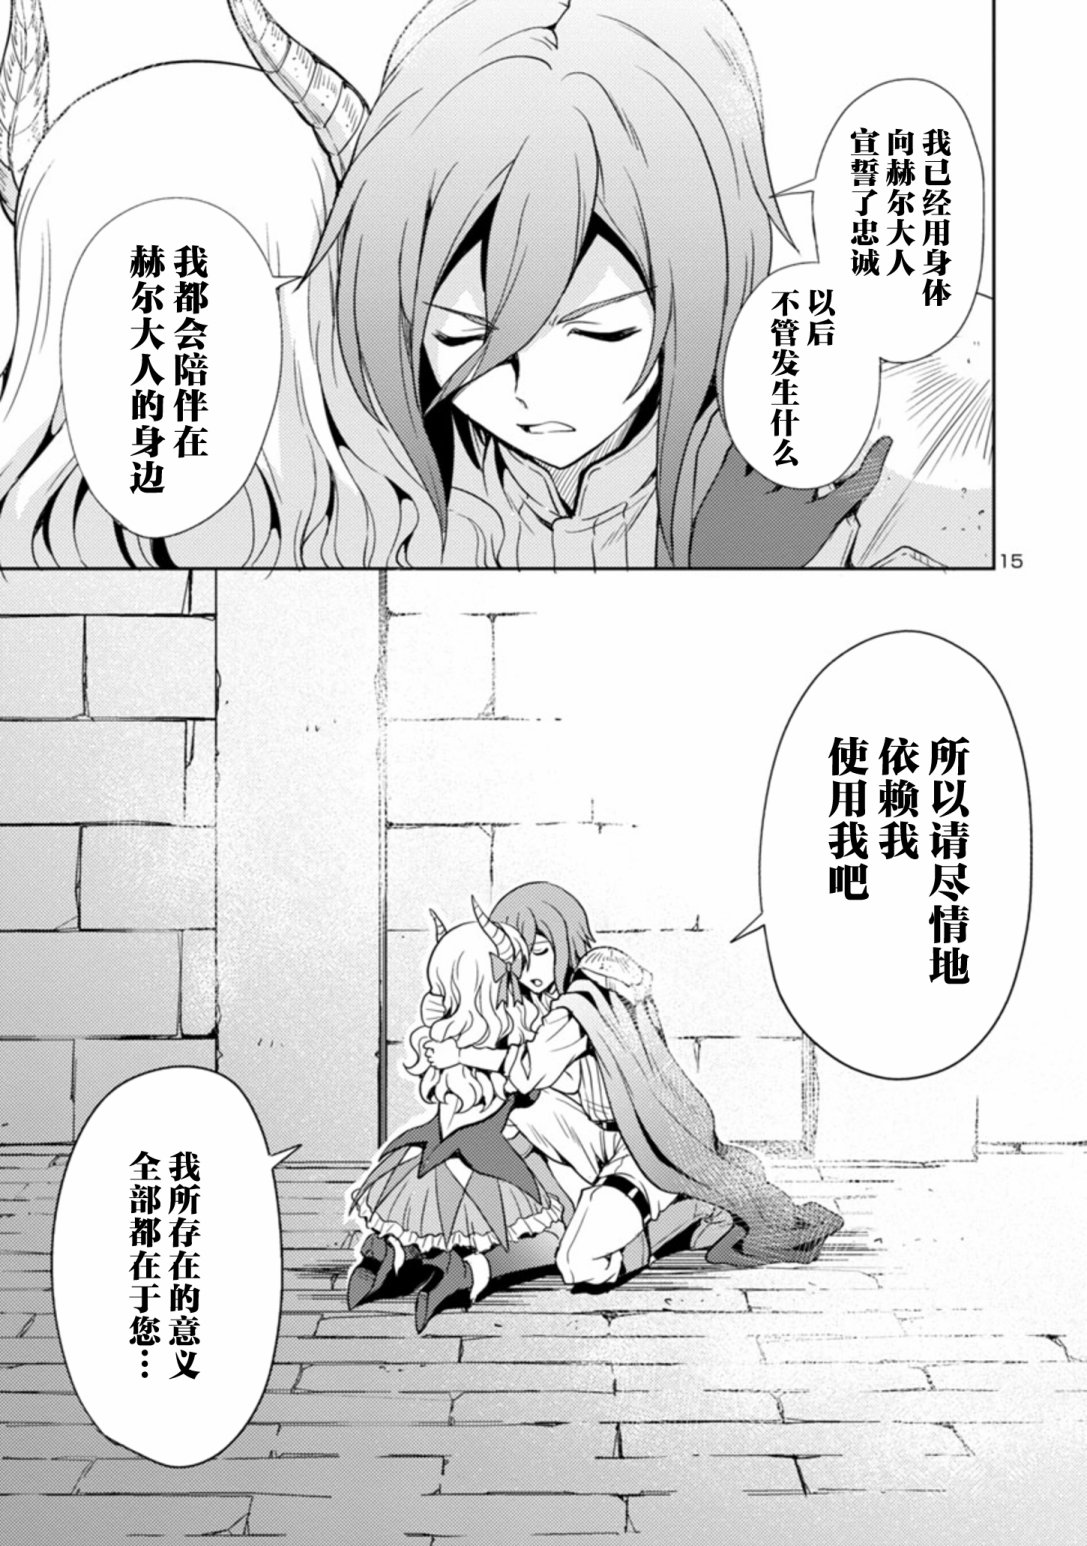 我已经用身体
向赫尔大人
宣誓了忠诚
以后
不管发生什么
我都会陪伴在
赫尔大人的身边
15
所以请尽情地
依赖我
使用我吧
我所存在的意义
全部都在于您…